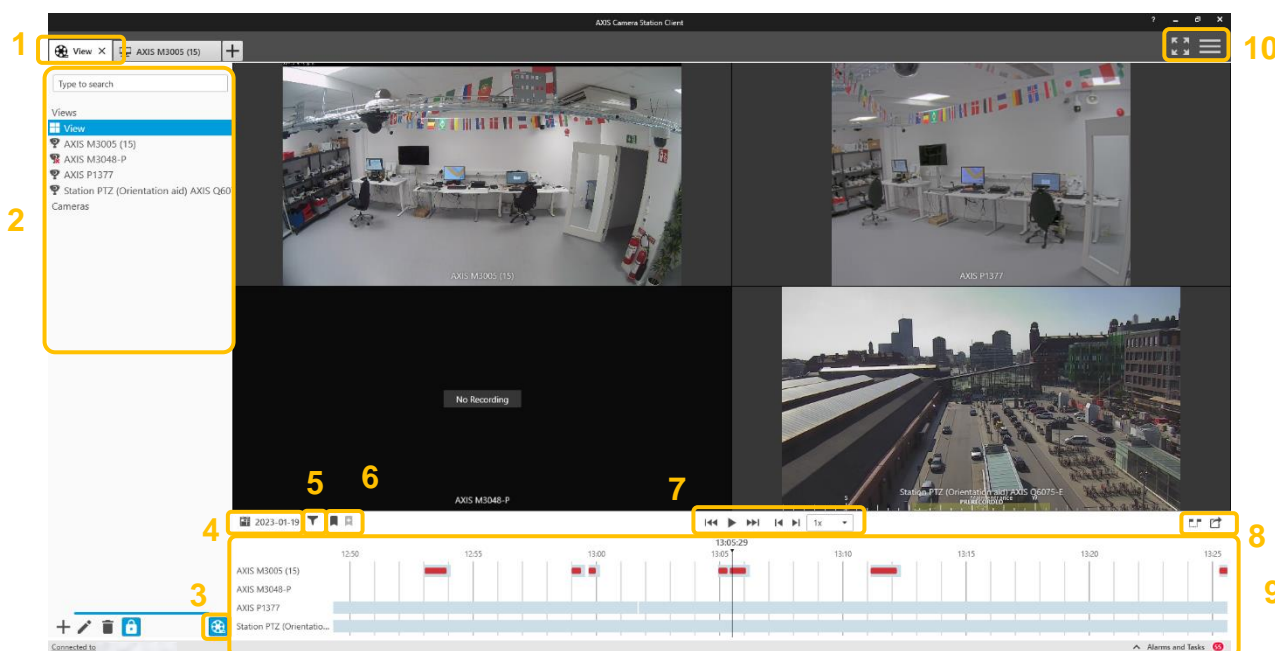 AXIS Camera Station Client
?
1
View
AXIS M3005 (15)
10
Type to search
Views
View
AXIS M3005 (15)
AXIS M3048-P
AXIS P1377
Station PTZ (Orientation aid) AXIS Q60
Cameras
2
AXIS M3005 (15)
AXIS P1377
No Recording
AXIS M3048-P
Station PTZ (Orientation aid) AXIS Q6075-E
5
6
7
4
2023-01-19
1x
8
13:05:29
12:50
12:55
13:00
13:05
13:10
13:15
13:20
13:25
AXIS M3005 (15)
AXIS M3048-P
AXIS P1377
Station PTZ (Orientatio...
3
9
Connected to
Alarms and Tasks
55